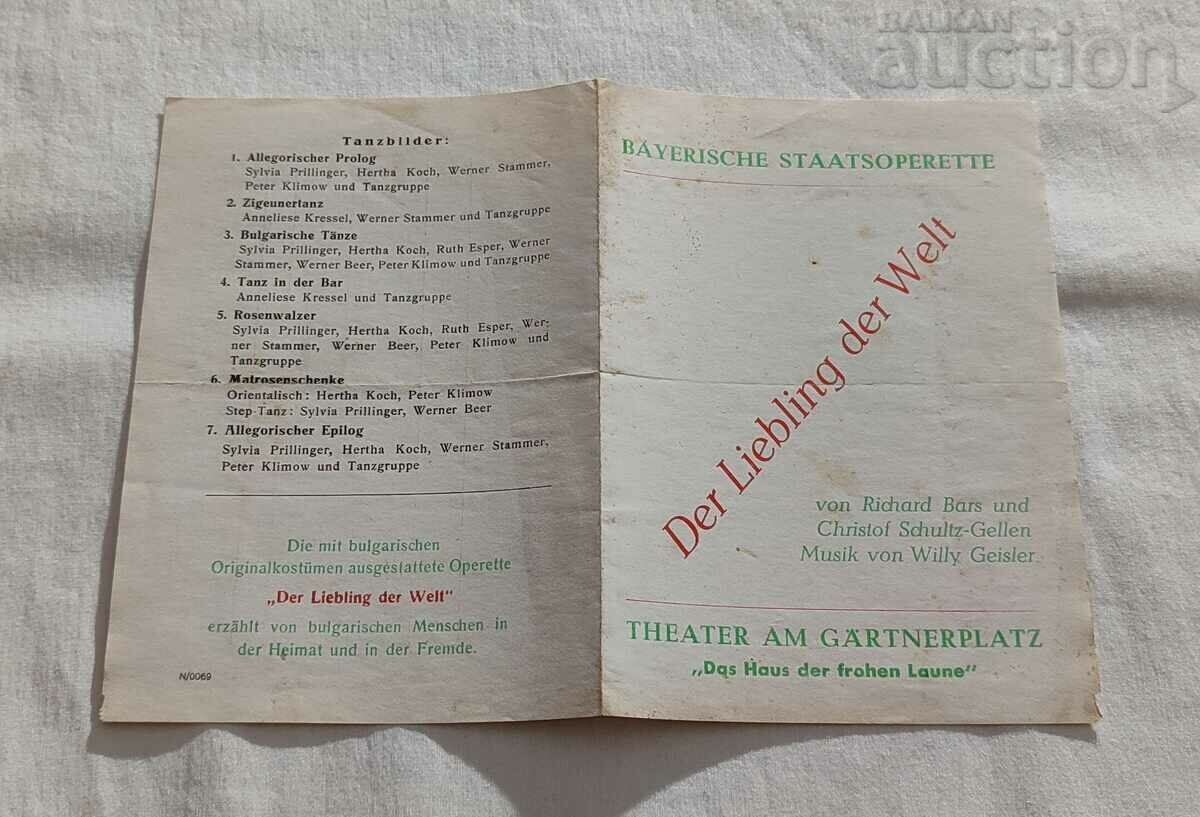 BALKAN
auction
Tanzbilder:
1. Allegorischer Prolog
Sylvia Prillinger, Hertha Koch, Werner Stammer,
Peter Klimow und Tanzgruppe
2. Zigeunertanz
Anneliese Kressel, Werner Stammer und Tanzgruppe
3. Bulgarische Tänze
Sylvia Prillinger, Hertha Koch, Ruth Esper, Werner
Stammer, Werner Beer, Peter Klimow und Tanzgruppe
4. Tanz in der Bar
Anneliese Kressel und Tanzgruppe
5. Rosenwalzer
Sylvia Prillinger, Hertha Koch, Ruth Esper, Wer-
ner Stammer, Werner Beer, Peter Klimow und
Tanzgruppe
6. Matrosenschenke
Orientalisch: Hertha Koch, Peter Klimow
Step-Tanz: Sylvia Prillinger, Werner Beer
7. Allegorischer Epilog
Sylvia Prillinger, Hertha Koch, Werner Stammer,
Peter Klimow und Tanzgruppe
Die mit bulgarischen
Originalkostümen ausgestattete Operette
„Der Liebling der Welt"
erzählt von bulgarischen Menschen in
der Heimat und in der Fremde.
N/0069
BAYERISCHE STAATSOPERETTE
Der Liebling der Welt
von Richard Bars und
Christof Schultz-Gellen
Musik von Willy Geisler
THEATER AM GÄRTNERPLATZ
„Das Haus der frohen Laune"